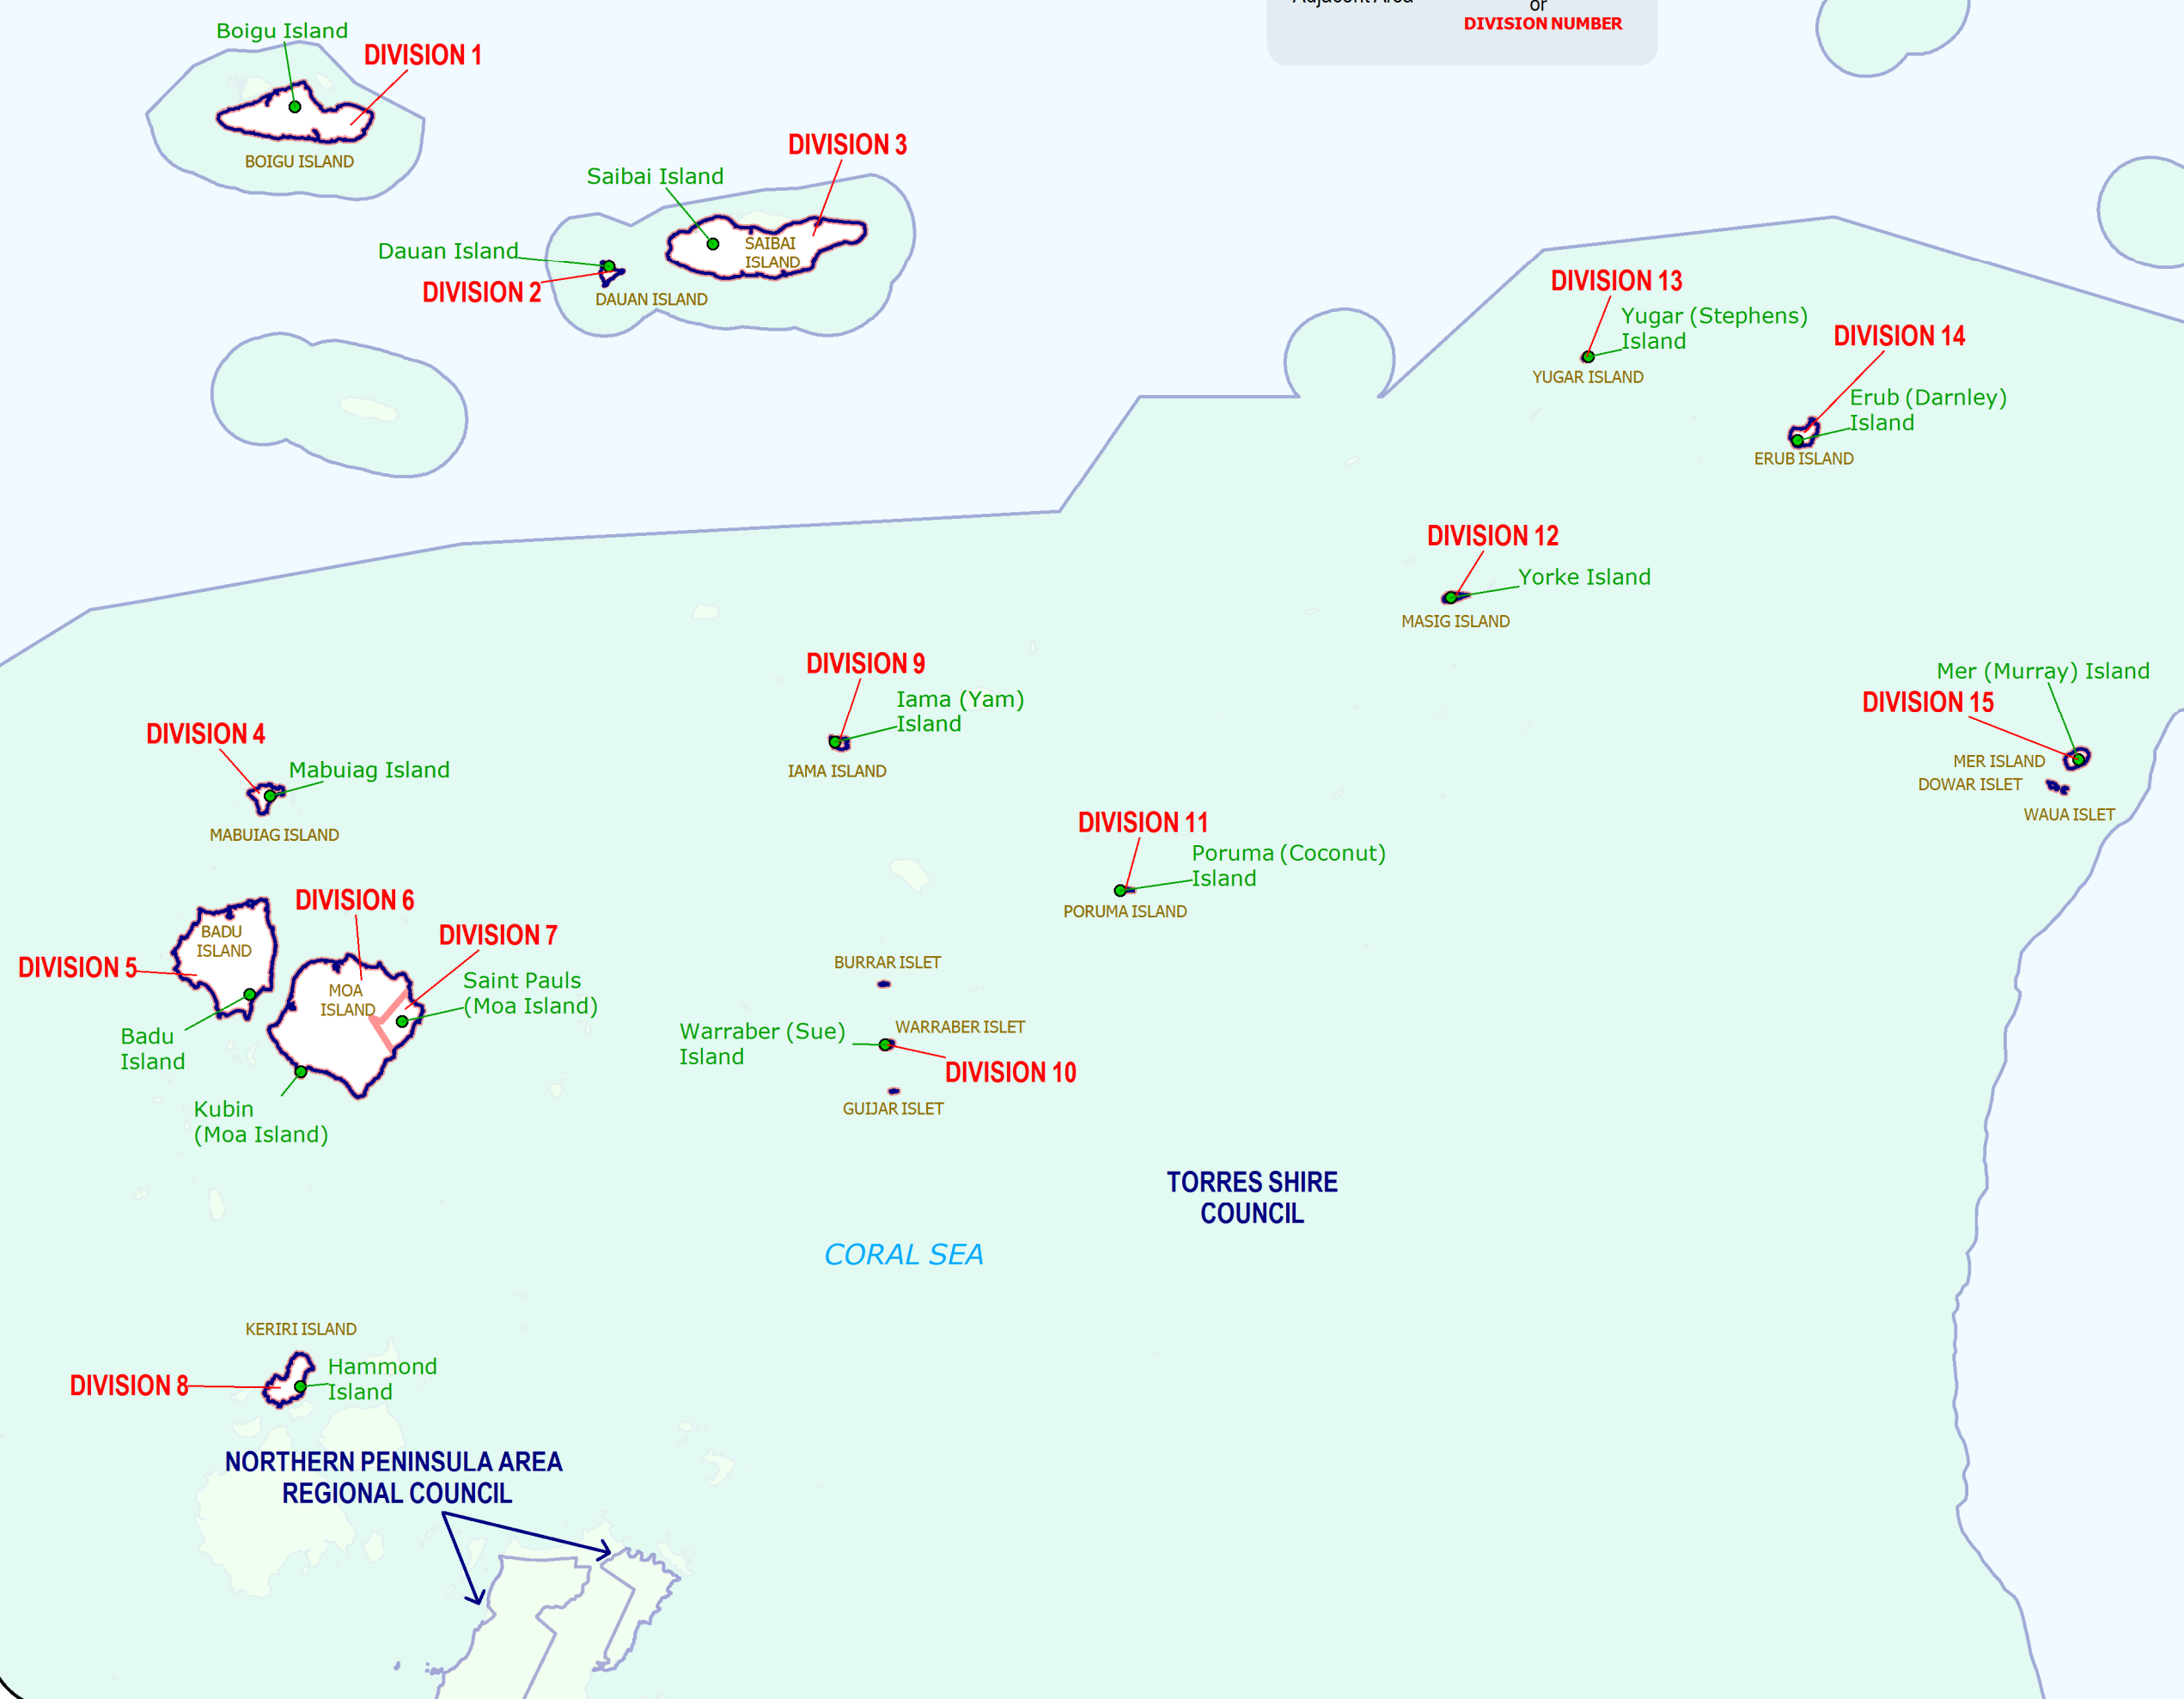 Adjacent Area
or
DIVISION NUMBER
Boigu Island
DIVISION 1
BOIGU ISLAND
DIVISION 3
Saibai Island
SAIBAI
ISLAND
Dauan Island
DIVISION 2
DAUAN ISLAND
DIVISION 13
Yugar (Stephens)
Island
YUGAR ISLAND
DIVISION 14
Erub (Darnley)
Island
ERUB ISLAND
DIVISION 12
Yorke Island
MASIG ISLAND
DIVISION 9
Iama (Yam)
Island
IAMA ISLAND
Mer (Murray) Island
DIVISION 15
MER ISLAND
DOWAR ISLET
WAUA ISLET
DIVISION 4
Mabuiag Island
MABUIAG ISLAND
DIVISION 11
Poruma (Coconut)
Island
PORUMA ISLAND
DIVISION 6
BADU
ISLAND
DIVISION 7
DIVISION 5
MOA
ISLAND
Saint Pauls
(Moa Island)
Badu
Island
Kubin
(Moa Island)
BURRAR ISLET
Warraber (Sue)
Island
WARRABER ISLET
DIVISION 10
GUIJAR ISLET
TORRES SHIRE
COUNCIL
CORAL SEA
KERIRI ISLAND
Hammond
Island
DIVISION 8
NORTHERN PENINSULA AREA
REGIONAL COUNCIL